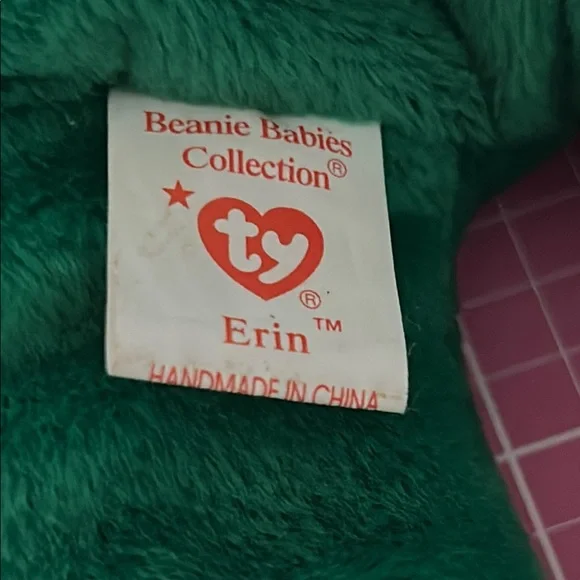 Beanie Babies
Collection®
ty®
Erin™
HANDMADE IN CHINA